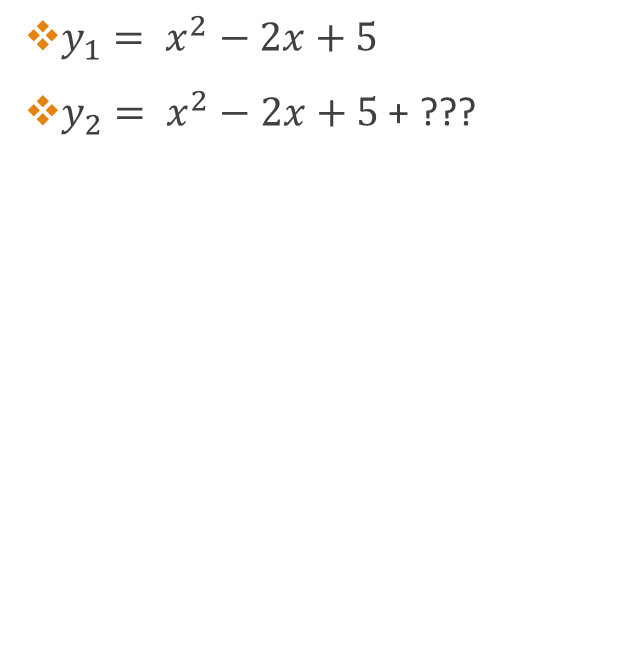 ❖y₁ = x² − 2x + 5
❖y₂ = x² − 2x + 5 + ???